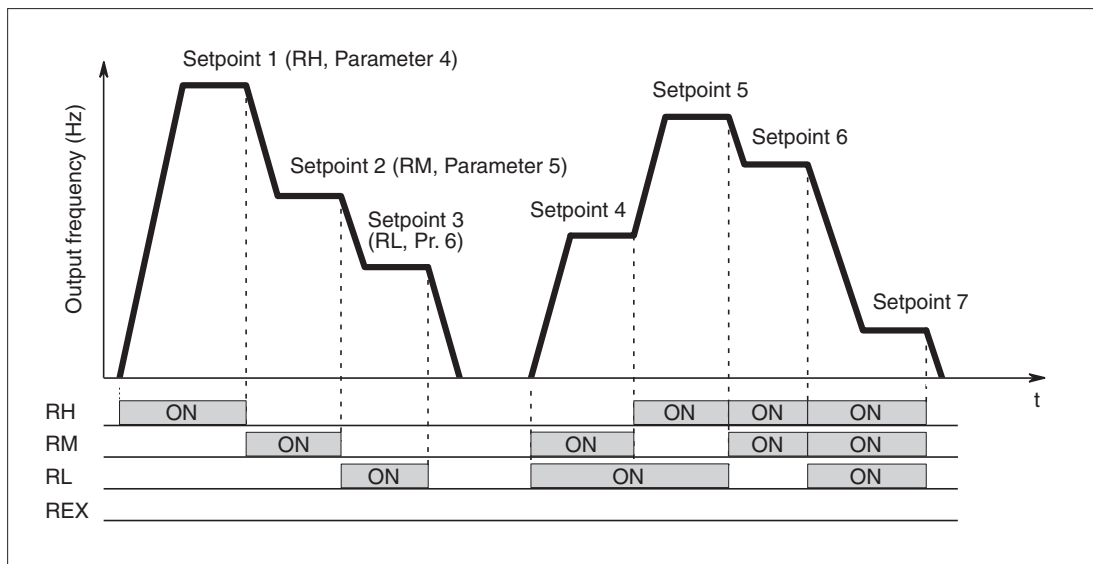 Setpoint 1 (RH, Parameter 4)
Setpoint 5
Setpoint 6
Setpoint 2 (RM, Parameter 5)
Setpoint 4
Setpoint 3
(RL, Pr. 6)
Setpoint 7
Output frequency (Hz)
t
RH ON ON ON ON
RM ON ON ON ON
RL ON ON ON
REX